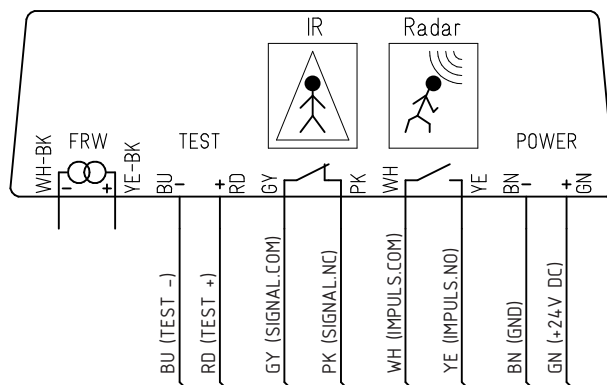 IR
Radar
FRW
TEST
POWER
WH-BK
-
+
YE-BK
BU
-
+
RD
GY
PK
WH
YE
BN
-
+
GN
BU (TEST -)
RD (TEST +)
GY (SIGNAL.COM)
PK (SIGNAL.NC)
WH (IMPULS.COM)
YE (IMPULS.NO)
BN (GND)
GN (+24V DC)